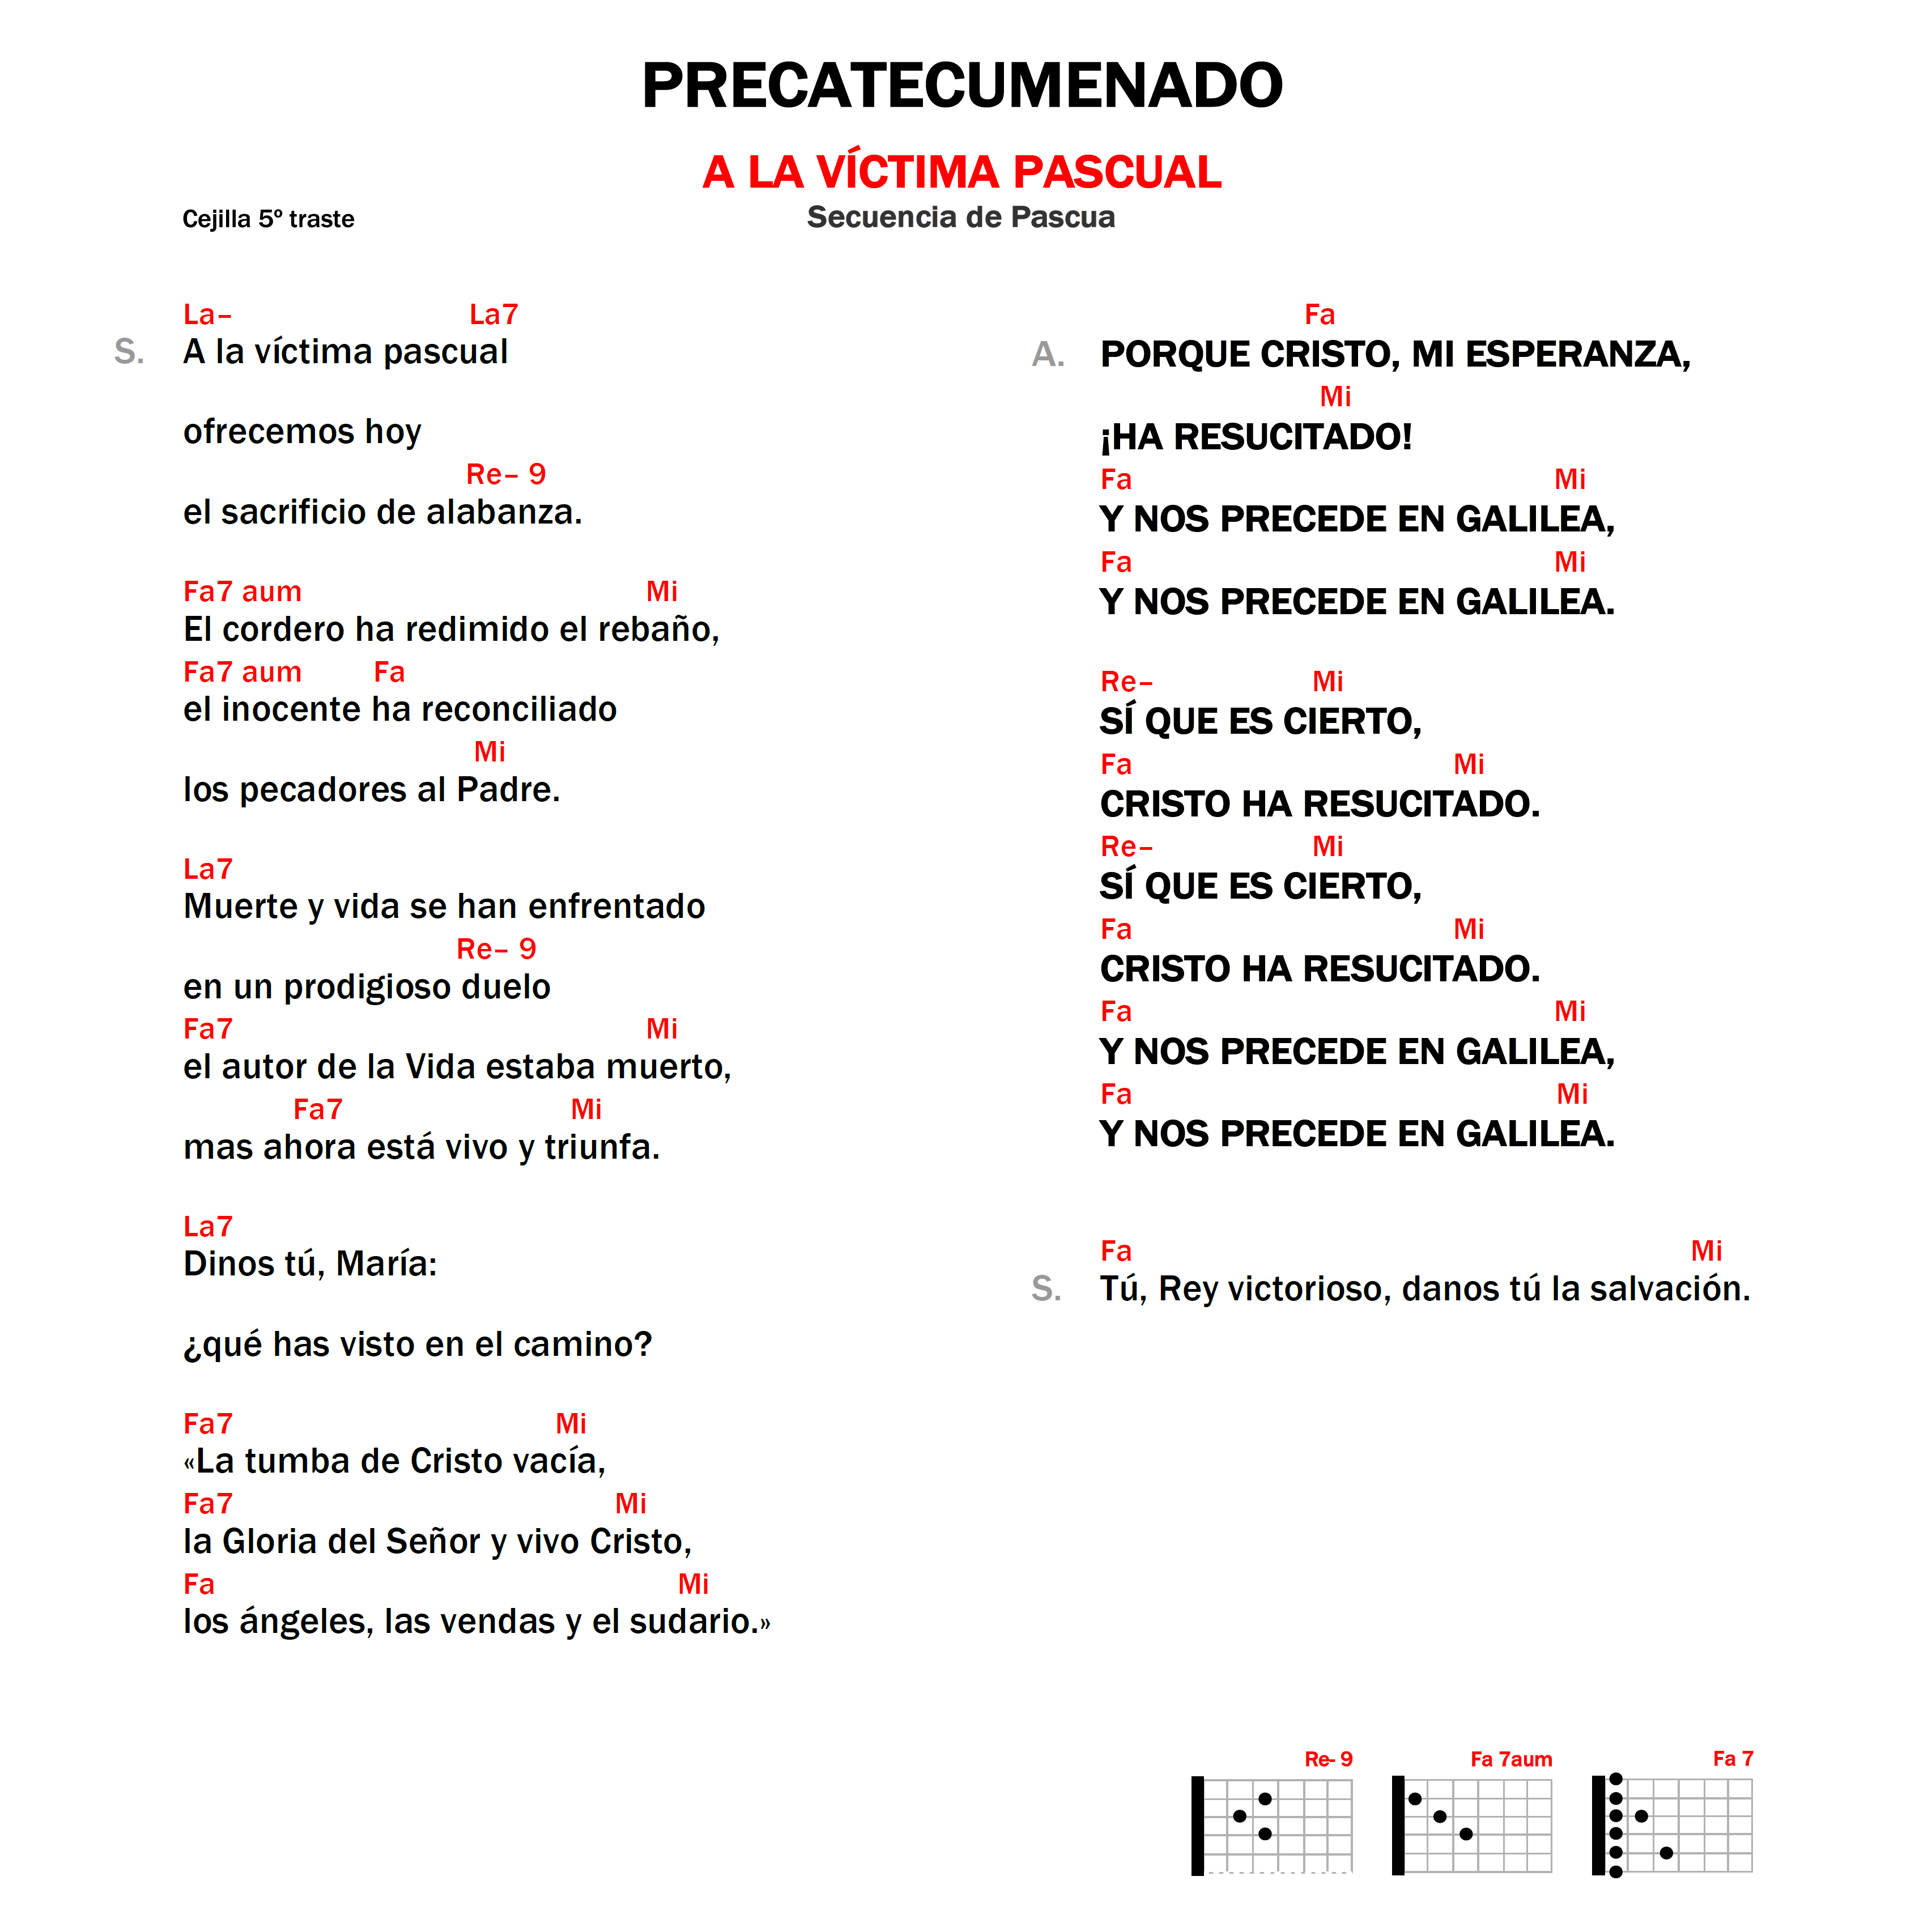 PRECATECUMENADO
A LA VÍCTIMA PASCUAL
Cejilla 5º traste
Secuencia de Pascua
La– La7
S. A la víctima pascual
ofrecemos hoy
Re– 9
el sacrificio de alabanza.
Fa7 aum Mi
El cordero ha redimido el rebaño,
Fa7 aum Fa
el inocente ha reconciliado
Mi
los pecadores al Padre.
La7
Muerte y vida se han enfrentado
Re– 9
en un prodigioso duelo
Fa7 Mi
el autor de la Vida estaba muerto,
Fa7 Mi
mas ahora está vivo y triunfa.
La7
Dinos tú, María:
¿qué has visto en el camino?
Fa7 Mi
«La tumba de Cristo vacía,
Fa7 Mi
la Gloria del Señor y vivo Cristo,
Fa Mi
los ángeles, las vendas y el sudario.»
Fa
A. PORQUE CRISTO, MI ESPERANZA,
Mi
¡HA RESUCITADO!
Fa Mi
Y NOS PRECEDE EN GALILEA,
Fa Mi
Y NOS PRECEDE EN GALILEA.
Re– Mi
SÍ QUE ES CIERTO,
Fa Mi
CRISTO HA RESUCITADO.
Re– Mi
SÍ QUE ES CIERTO,
Fa Mi
CRISTO HA RESUCITADO.
Fa Mi
Y NOS PRECEDE EN GALILEA,
Fa Mi
Y NOS PRECEDE EN GALILEA.
Fa Mi
S. Tú, Rey victorioso, danos tú la salvación.
Re- 9 Fa 7aum Fa 7